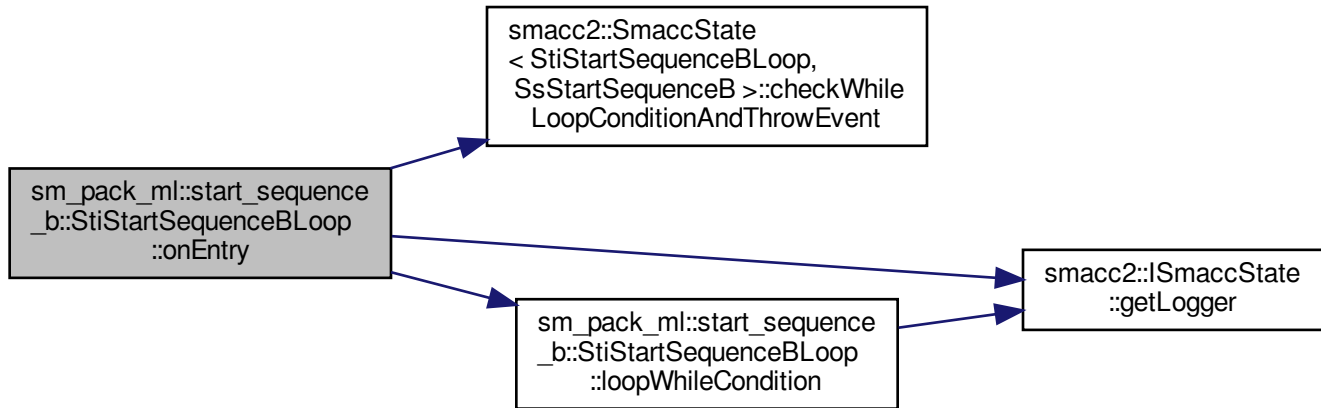 smacc2::SmaccState
< StiStartSequenceBLoop,
SsStartSequenceB >::checkWhile
LoopConditionAndThrowEvent
sm_pack_ml::start_sequence
_b::StiStartSequenceBLoop
::onEntry
smacc2::ISmaccState
::getLogger
sm_pack_ml::start_sequence
_b::StiStartSequenceBLoop
::loopWhileCondition